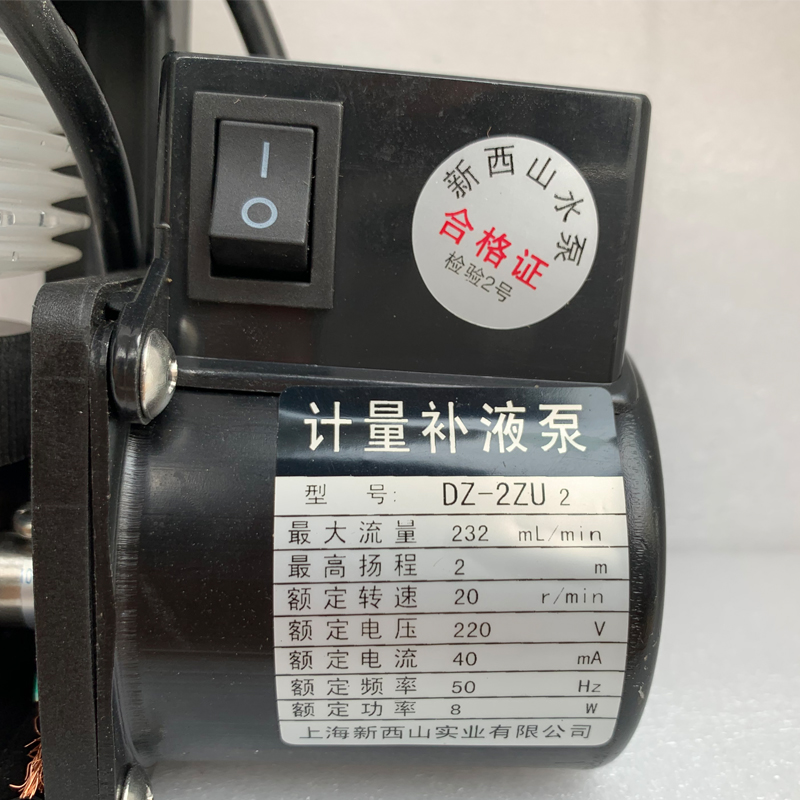 新西山水泵
合格证
检验2号
计量补液泵
型号: DZ-2ZU 2
最大流量 232 mL/min
最高扬程 2 m
额定转速 20 r/min
额定电压 220 V
额定电流 40 mA
额定频率 50 Hz
额定功率 8 W
上海新西山实业有限公司